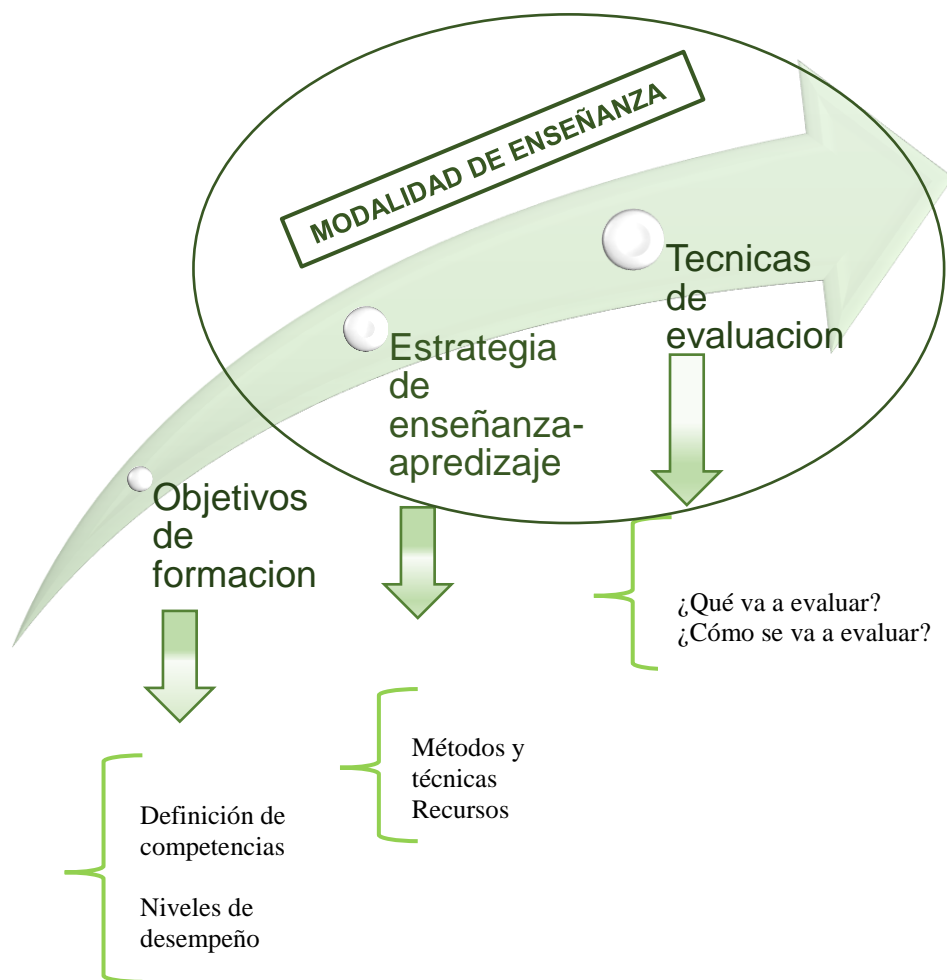 MODALIDAD DE ENSEÑANZA
Tecnicas
de
evaluacion
Estrategia
de
enseñanza-
apredizaje
Objetivos
de
formacion
¿Qué va a evaluar?
¿Cómo se va a evaluar?
Métodos y
técnicas
Recursos
Definición de
competencias
Niveles de
desempeño